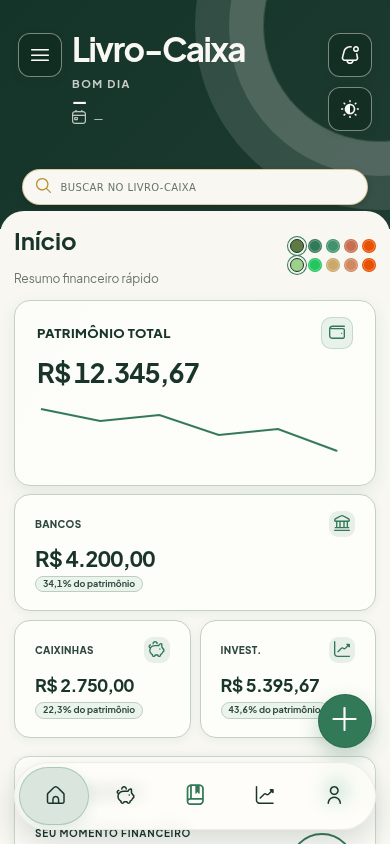 Livro-Caixa
BOM DIA
—
—
BUSCAR NO LIVRO-CAIXA
Início
Resumo financeiro rápido
PATRIMÔNIO TOTAL
R$ 12.345,67
BANCOS
R$ 4.200,00
34,1% do patrimônio
CAIXINHAS
R$ 2.750,00
22,3% do patrimônio
INVEST.
R$ 5.395,67
43,6% do patrimônio
SEU MOMENTO FINANCEIRO